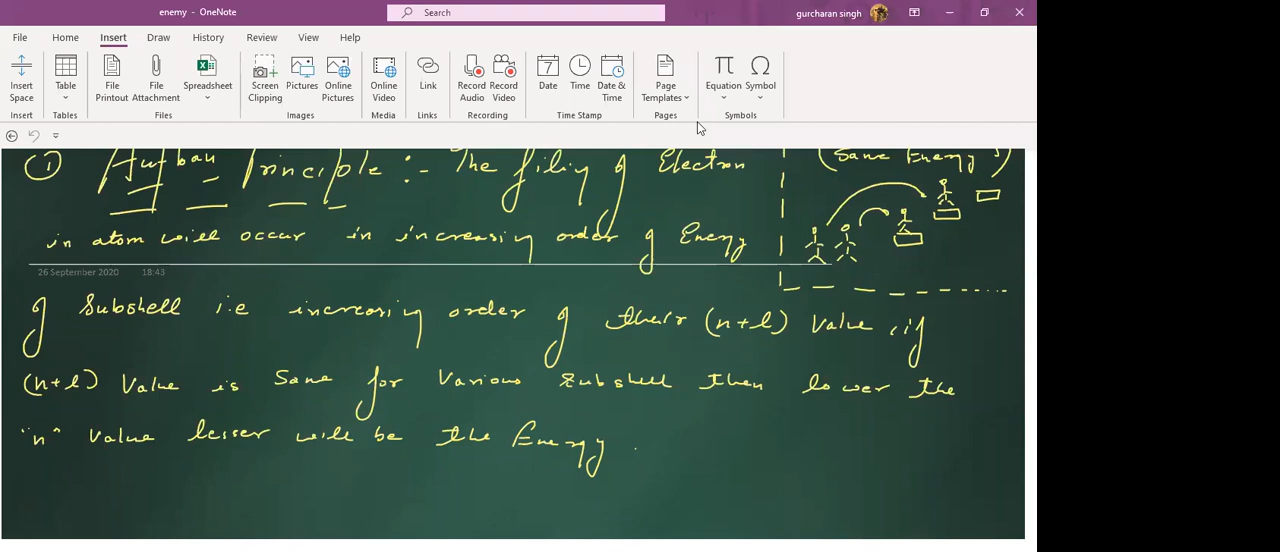 enemy - OneNote
Search
gurcharan singh
File Home Insert Draw History Review View Help
Insert Space
Table
File Printout
File Attachment
Spreadsheet
Screen Clipping
Pictures
Online Pictures
Online Video
Link
Record Audio
Record Video
Date
Time
Date & Time
Page Templates
Equation
Symbol
Insert Tables Files Images Media Links Recording Time Stamp Pages Symbols
① Aufbau Principle :- The filing of Electron
(Same Energy)
in atom will occur in increasing order of Energy
26 September 2020 18:43
of Subshell i.e increasing order of their (n+l) Value, if
(n+l) Value is Same for Various Subshell then lower the
"n" Value lesser will be the Energy.